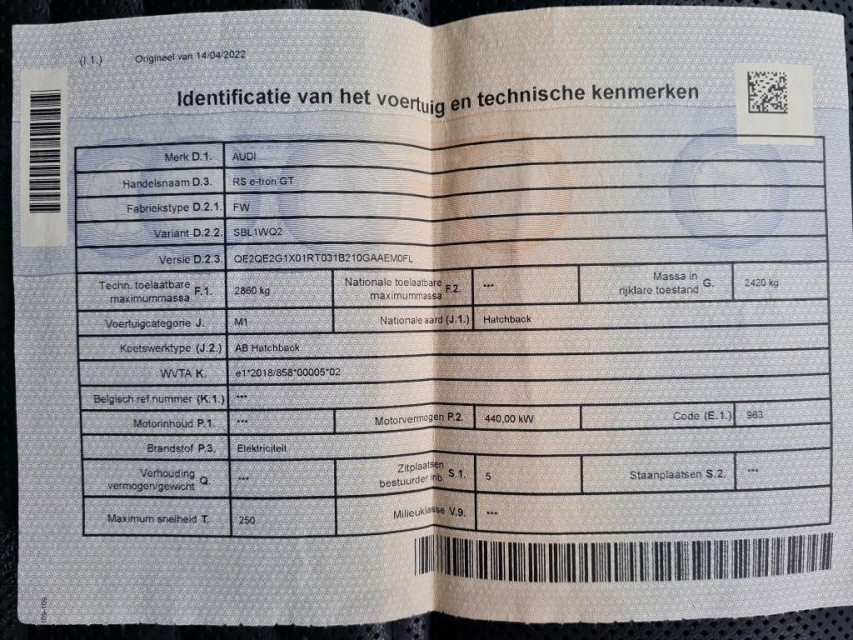 (I.1.) Origineel van 14/04/2022
Identificatie van het voertuig en technische kenmerken
Merk D.1. AUDI
Handelsnaam D.3. RS e-tron GT
Fabriekstype D.2.1. FW
Variant D.2.2. SBL1WQ2
Versie D.2.3. QE2QE2G1X01RT031B210GAAEM0FL
Techn. toelaatbare maximummassa F.1. 2860 kg Nationale toelaatbare maximummassa F.2. *** Massa in rijklare toestand G. 2420 kg
Voertuigcategorie J. M1 Nationale aard (J.1.) Hatchback
Koetswerktype (J.2.) AB Hatchback
WVTA K. e1*2018/858*00005*02
Belgisch ref.nummer (K.1.) ***
Motorinhoud P.1. *** Motorvermogen P.2. 440,00 kW Code (E.1.) 963
Brandstof P.3. Elektriciteit
Verhouding vermogen/gewicht Q. *** Zitplaatsen bestuurder inb. S.1. 5 Staanplaatsen S.2. ***
Maximum snelheid T. 250 Milieuklasse V.9. ***